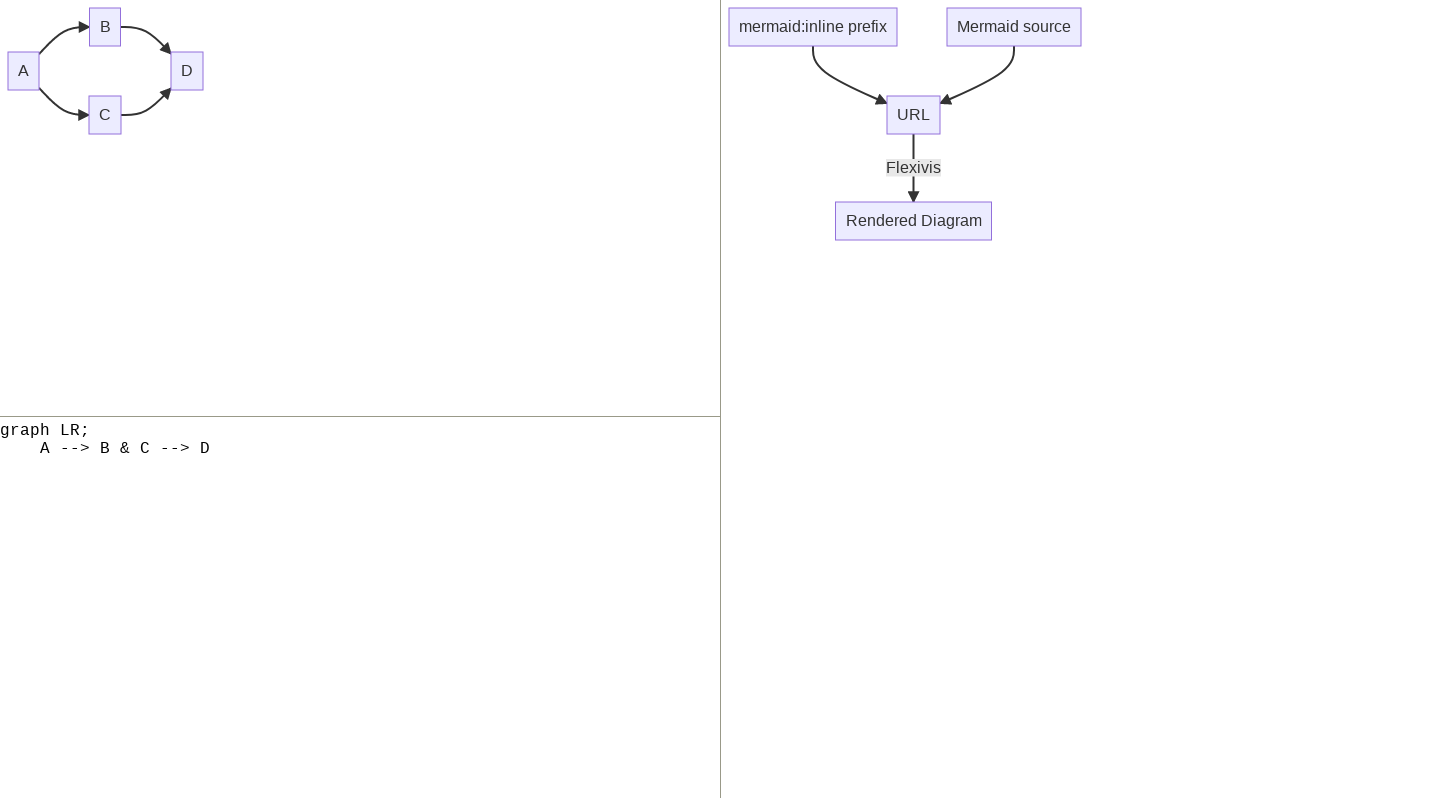 B
A
D
C
graph LR;
    A --> B & C --> D
mermaid:inline prefix
Mermaid source
URL
Flexivis
Rendered Diagram